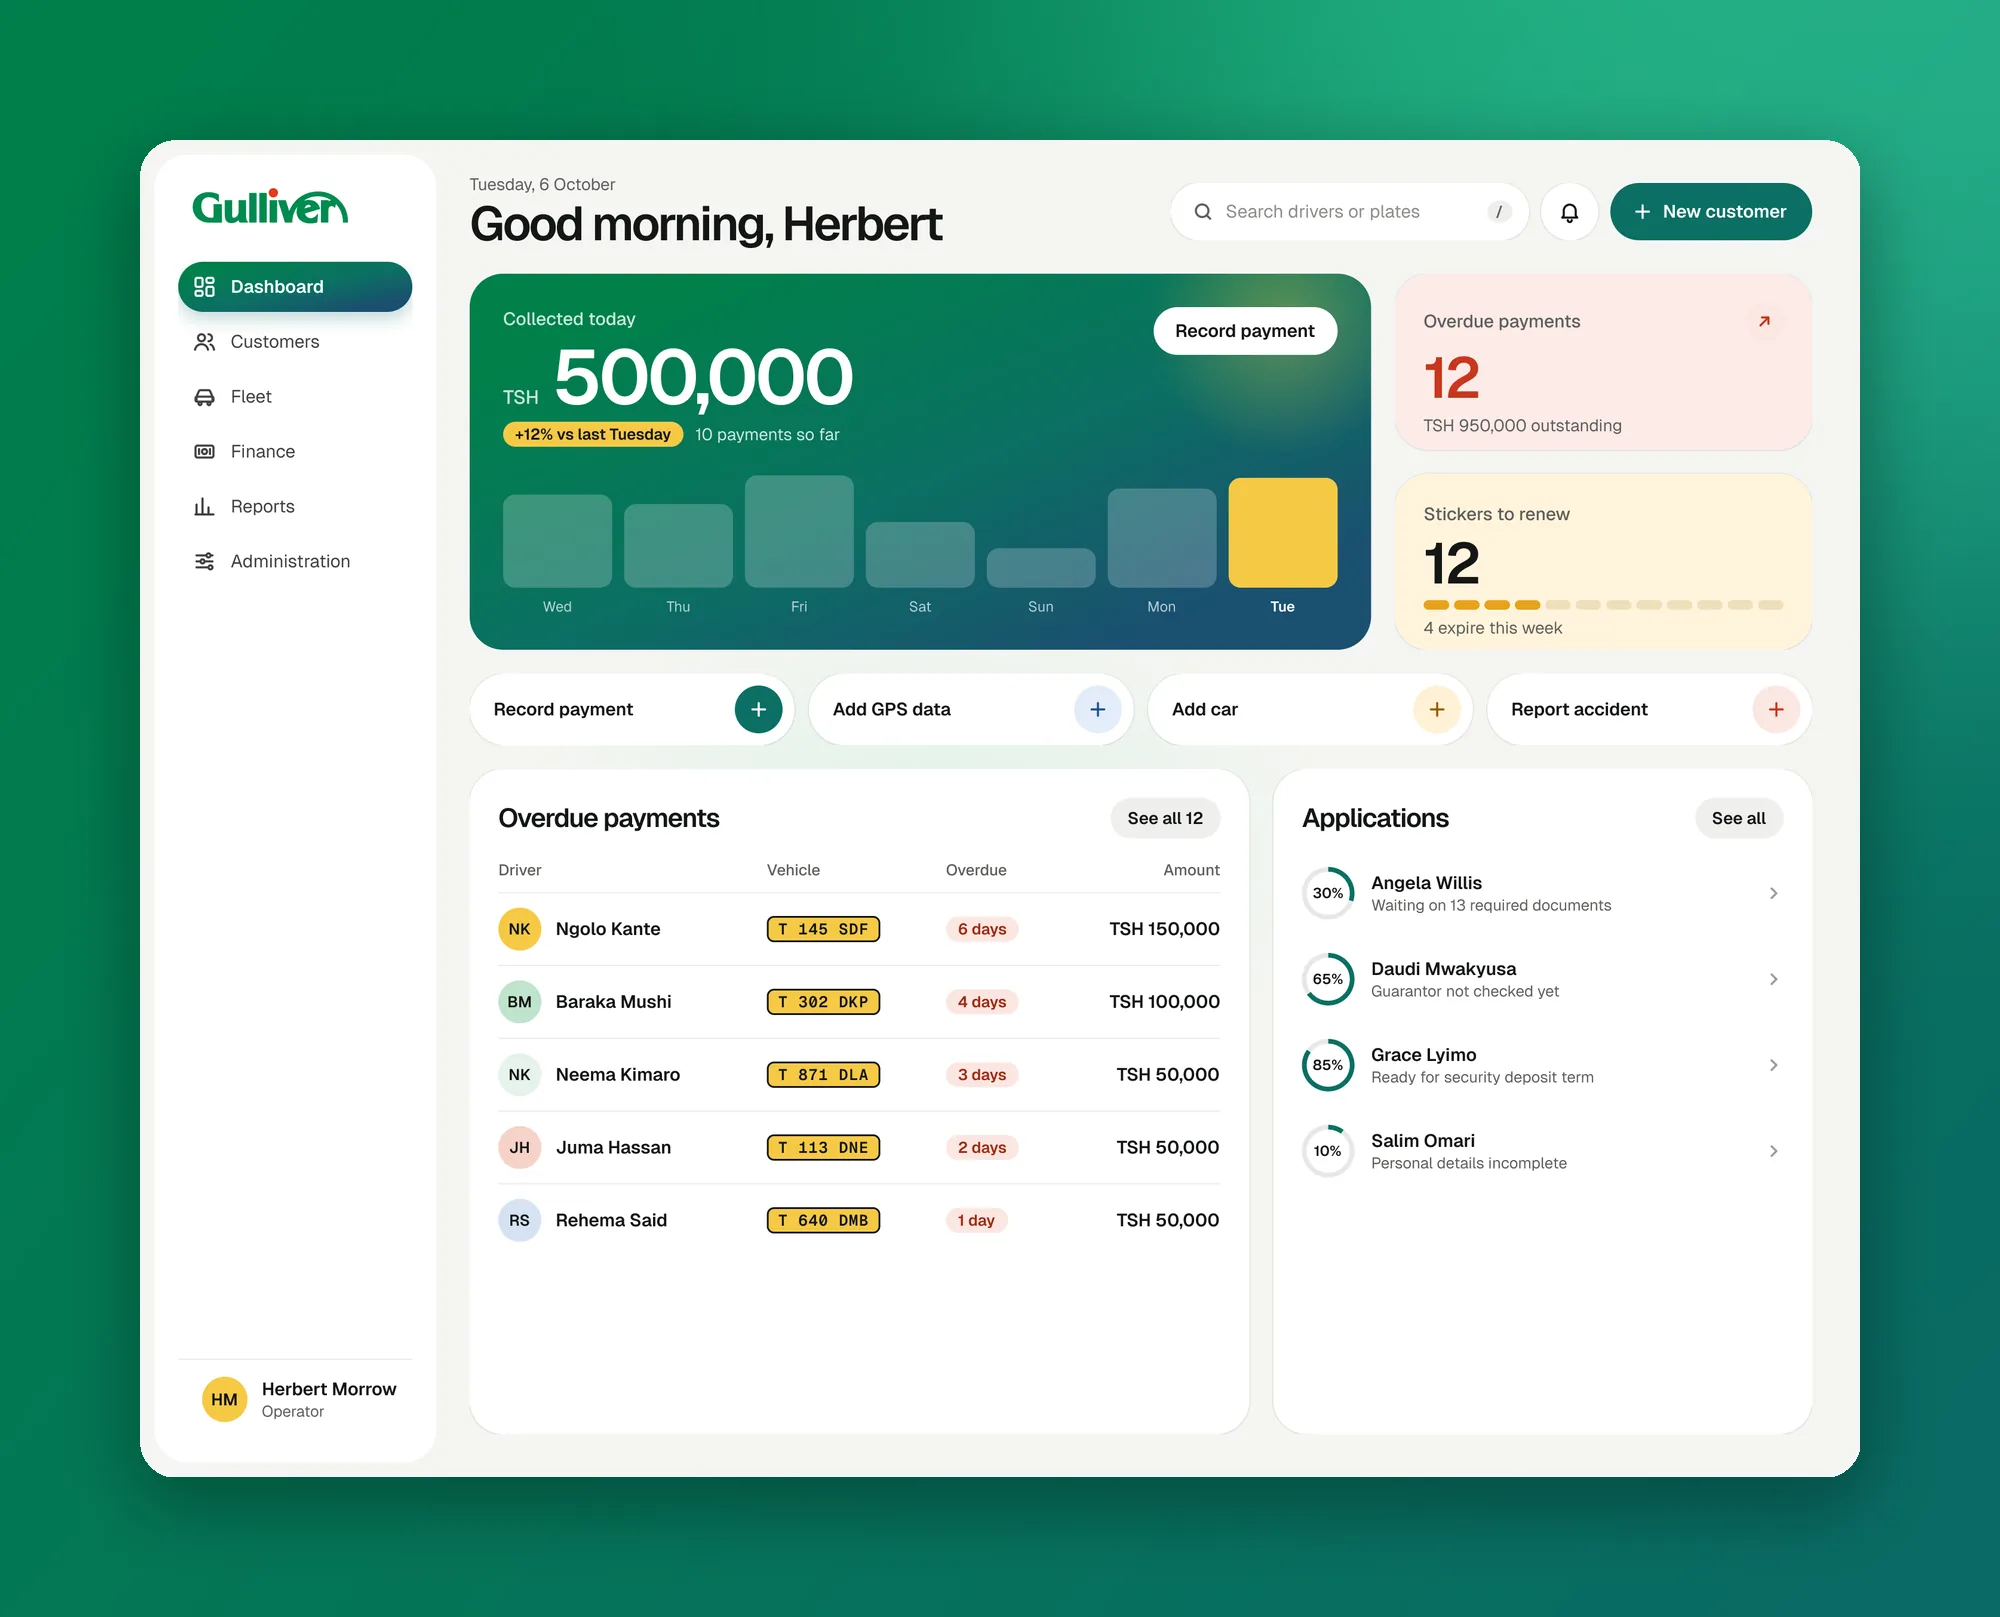 Gulliver
Dashboard
Customers
Fleet
Finance
Reports
Administration
HM
Herbert Morrow
Operator
Tuesday, 6 October
Good morning, Herbert
Search drivers or plates
/
+ New customer
Collected today
TSH 500,000
+12% vs last Tuesday 10 payments so far
Record payment
Wed Thu Fri Sat Sun Mon Tue
Overdue payments
12
TSH 950,000 outstanding
Stickers to renew
12
4 expire this week
Record payment +
Add GPS data +
Add car +
Report accident +
Overdue payments
See all 12
Driver Vehicle Overdue Amount
NK Ngolo Kante T 145 SDF 6 days TSH 150,000
BM Baraka Mushi T 302 DKP 4 days TSH 100,000
NK Neema Kimaro T 871 DLA 3 days TSH 50,000
JH Juma Hassan T 113 DNE 2 days TSH 50,000
RS Rehema Said T 640 DMB 1 day TSH 50,000
Applications
See all
30% Angela Willis
Waiting on 13 required documents
65% Daudi Mwakyusa
Guarantor not checked yet
85% Grace Lyimo
Ready for security deposit term
10% Salim Omari
Personal details incomplete